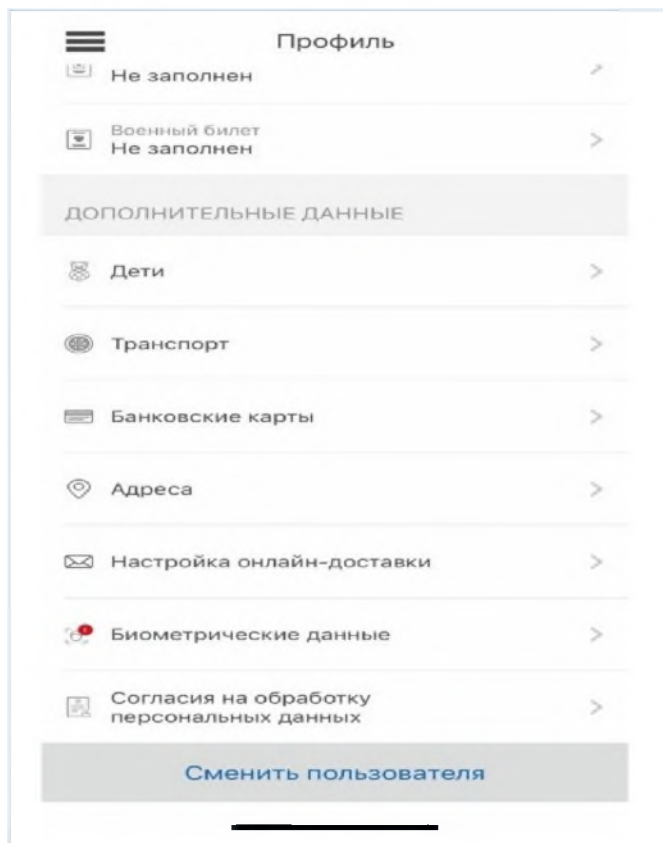 Профиль
Не заполнен
Военный билет
Не заполнен
ДОПОЛНИТЕЛЬНЫЕ ДАННЫЕ
Дети
Транспорт
Банковские карты
Адреса
Настройка онлайн-доставки
Биометрические данные
Согласия на обработку
персональных данных
Сменить пользователя